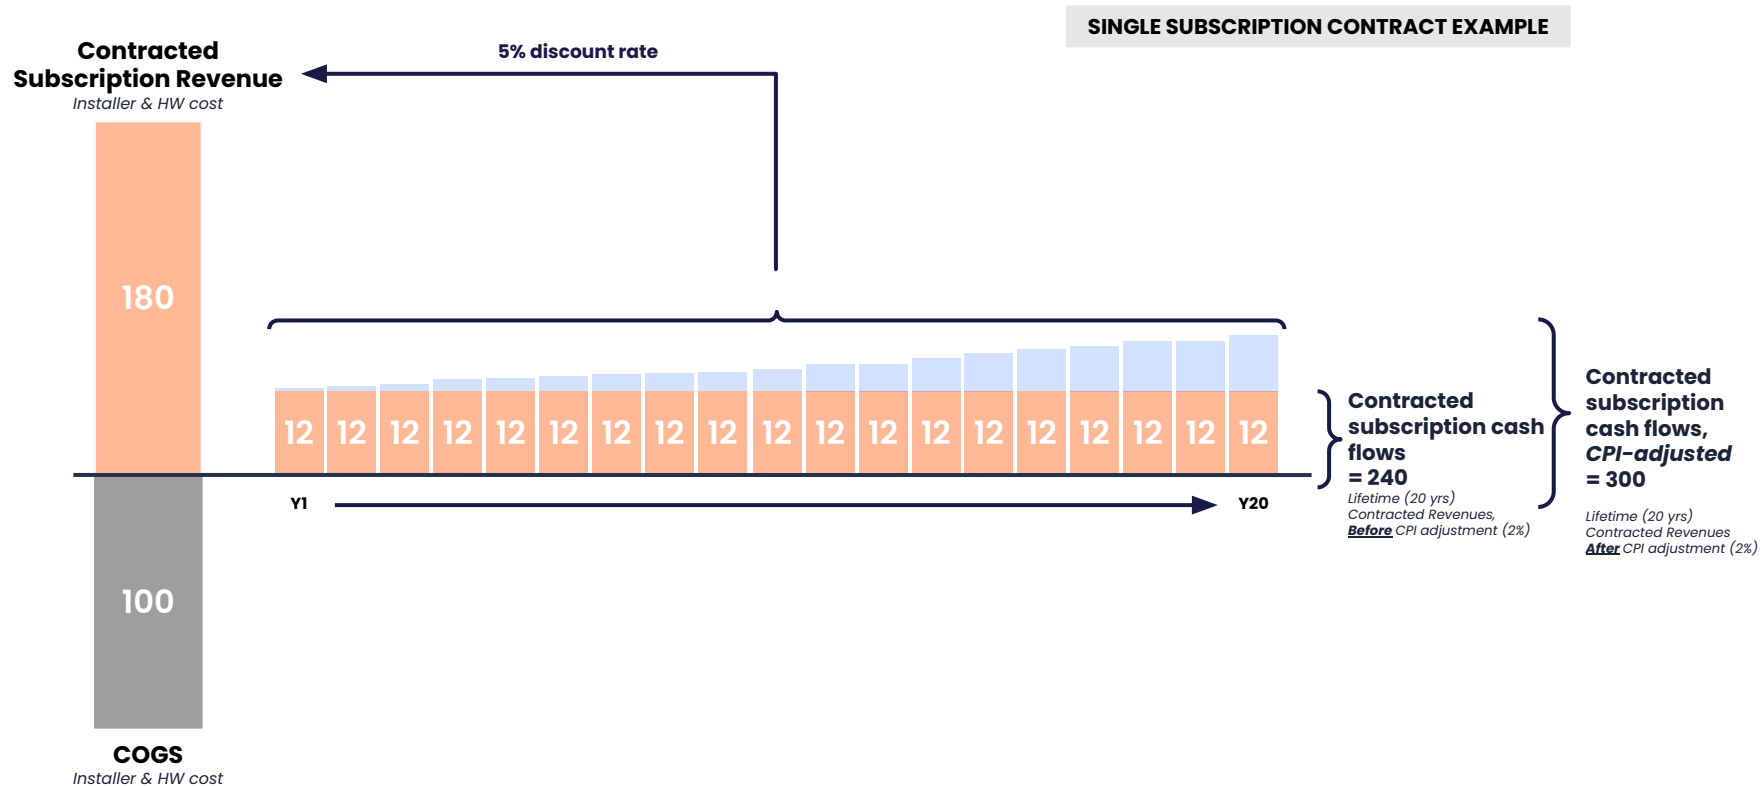 SINGLE SUBSCRIPTION CONTRACT EXAMPLE
Contracted
Subscription Revenue
Installer & HW cost
5% discount rate
180
12 12 12 12 12 12 12 12 12 12 12 12 12 12 12 12 12 12 12
Y1
Y20
Contracted
subscription cash
flows
= 240
Lifetime (20 yrs)
Contracted Revenues,
Before CPI adjustment (2%)
Contracted
subscription
cash flows,
CPI-adjusted
= 300
Lifetime (20 yrs)
Contracted Revenues
After CPI adjustment (2%)
100
COGS
Installer & HW cost